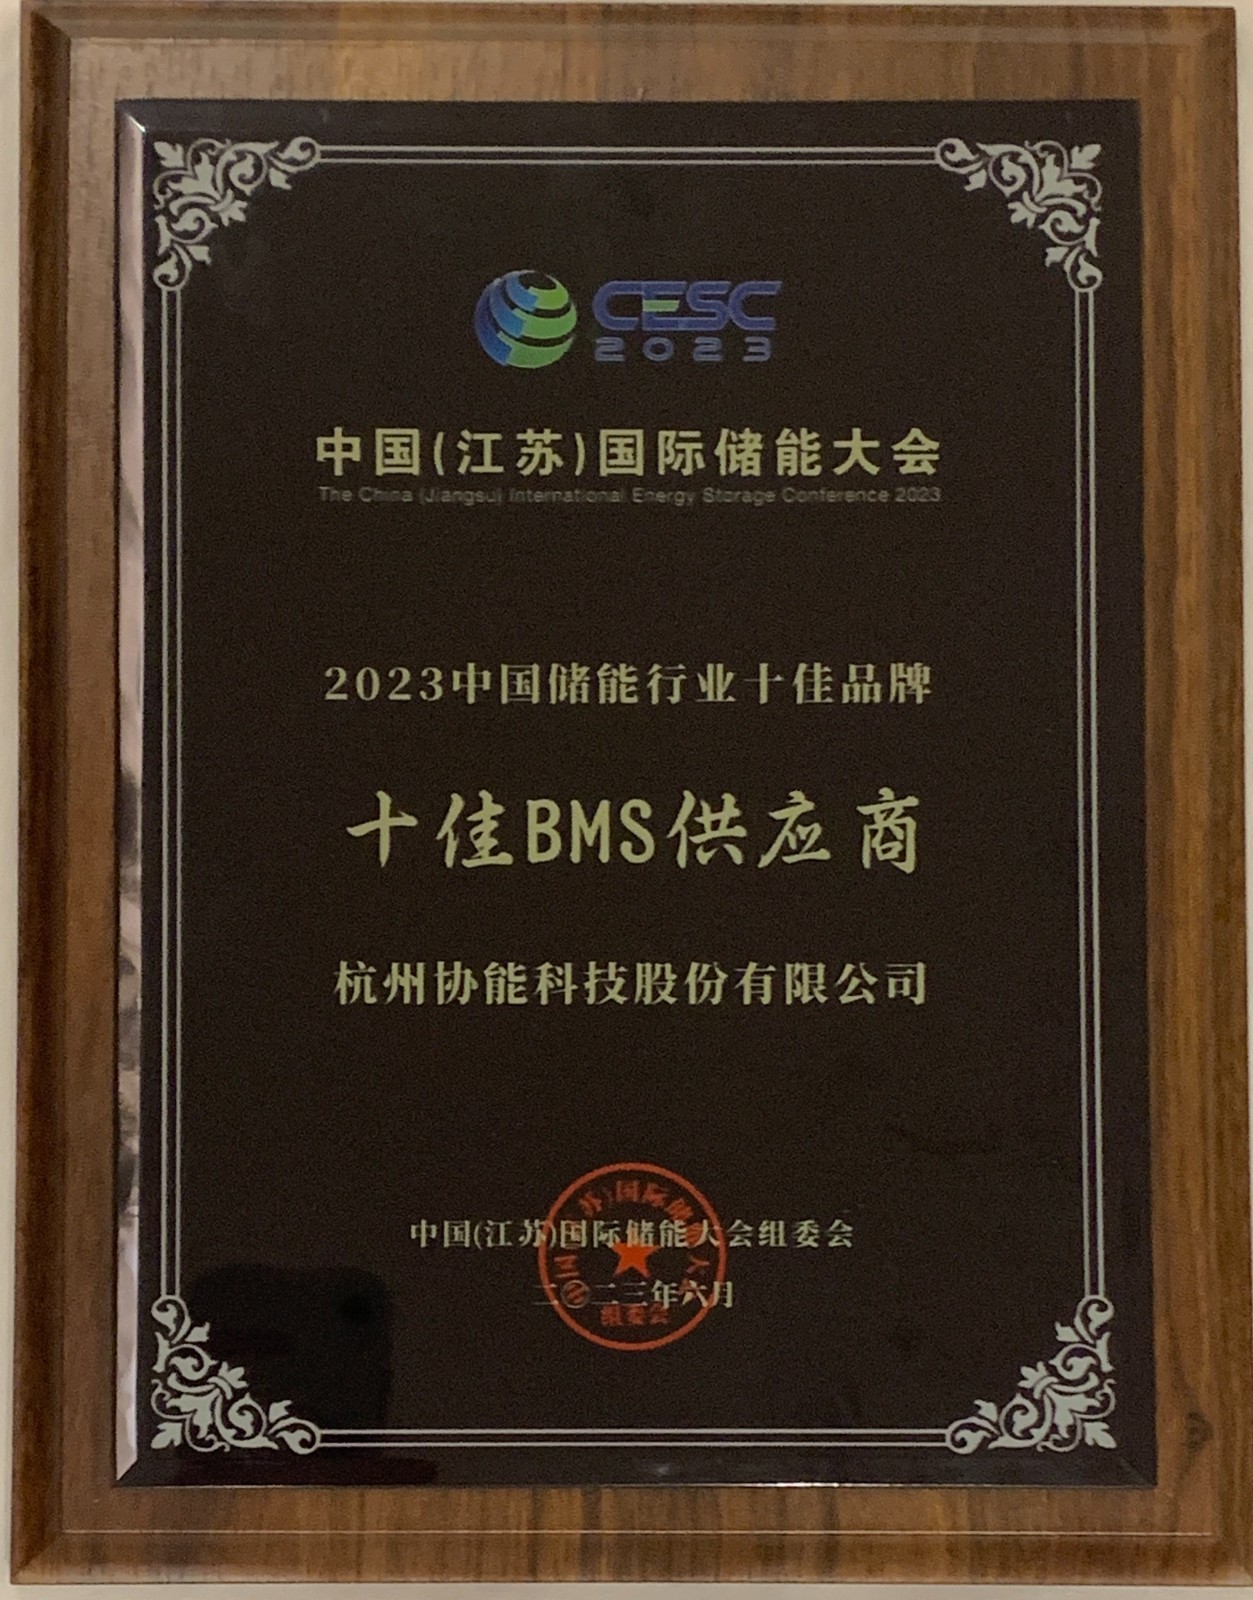 CESC
2023
中国(江苏)国际储能大会
The China (Jiangsu) International Energy Storage Conference 2023
2023中国储能行业十佳品牌
十佳BMS供应商
杭州协能科技股份有限公司
中国(江苏)国际储能大会组委会
二〇二三年六月
组委会